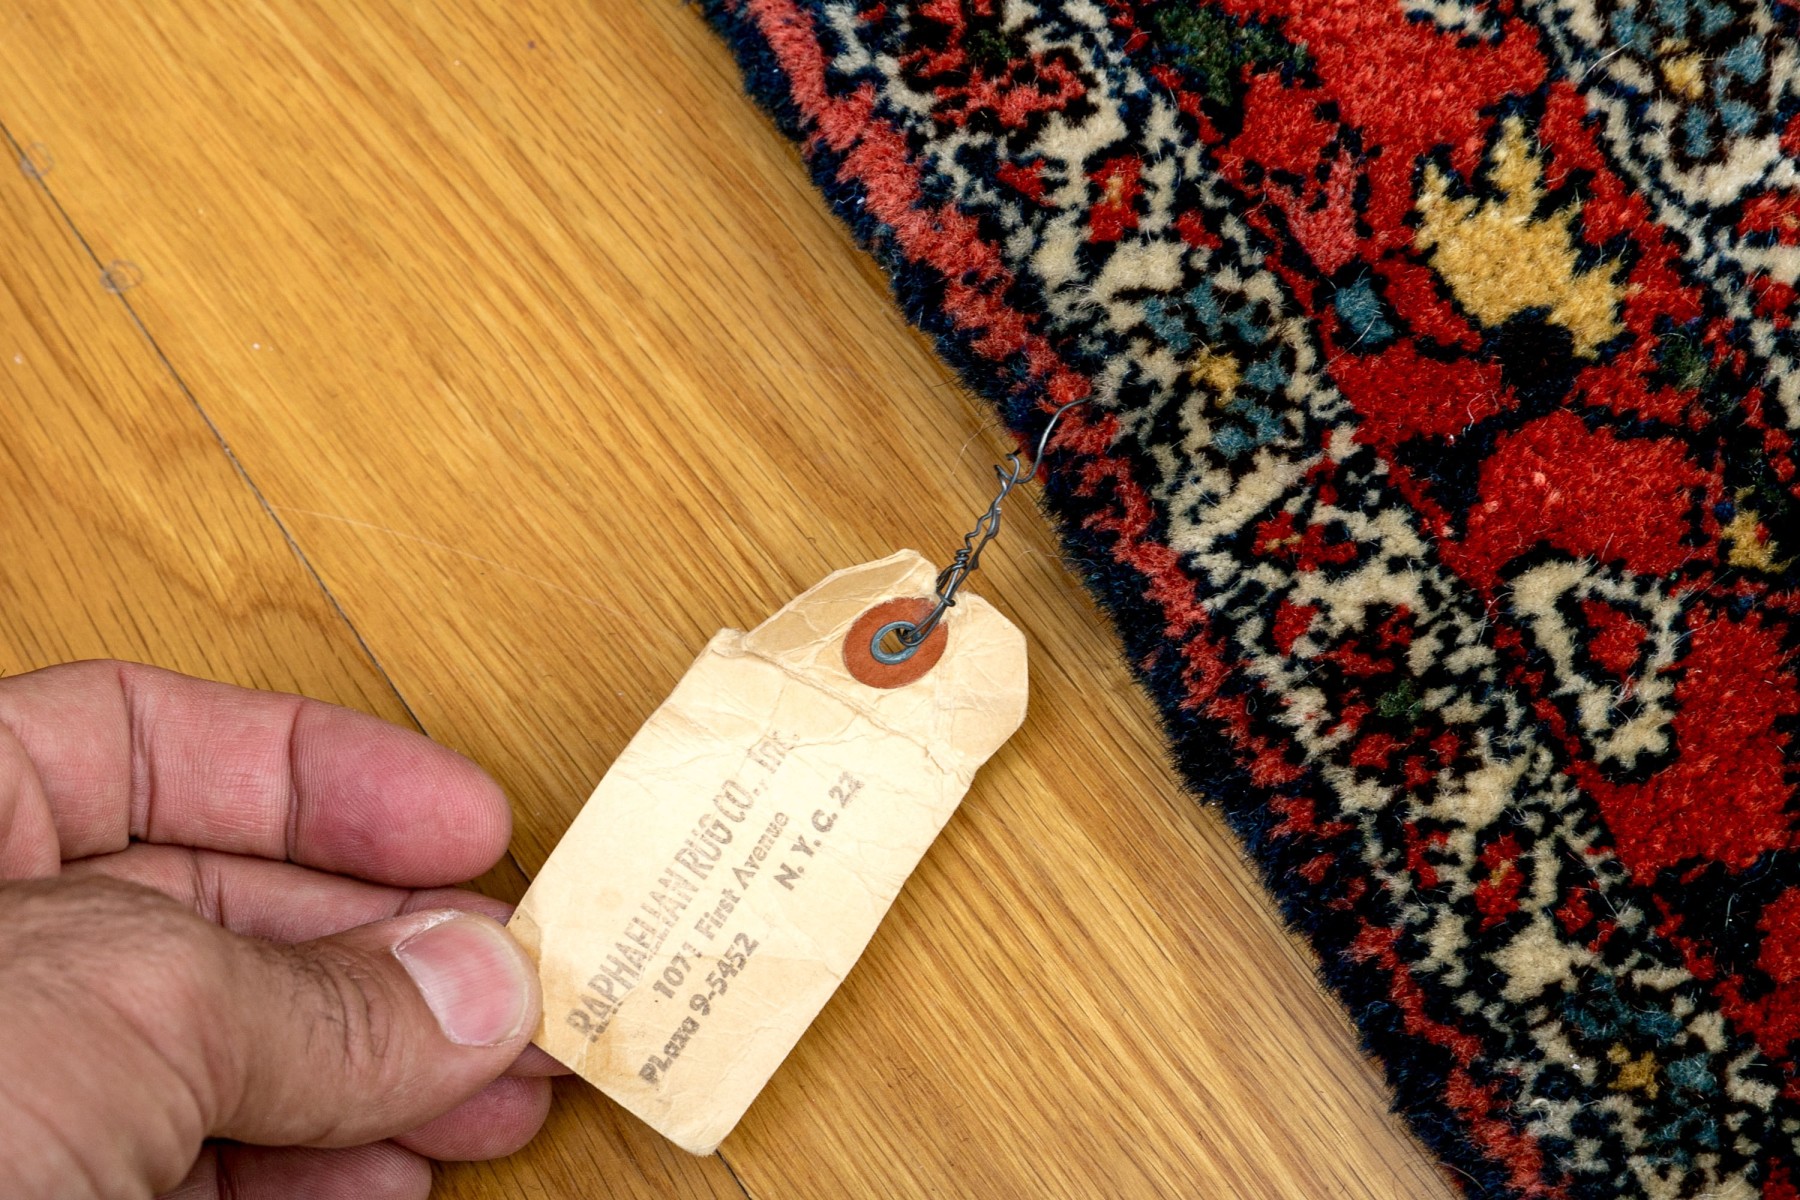 RAPHAELIAN RUG CO., Inc.
1071 First Avenue
PLaza 9-5452 N. Y. C. 22